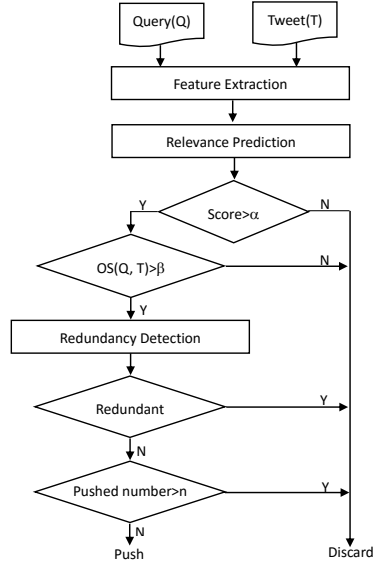 Query(Q)
Tweet(T)
Feature Extraction
Relevance Prediction
Score>α
Y
N
OS(Q, T)>β
N
Y
Redundancy Detection
Redundant
Y
N
Pushed number>n
Y
N
Push
Discard